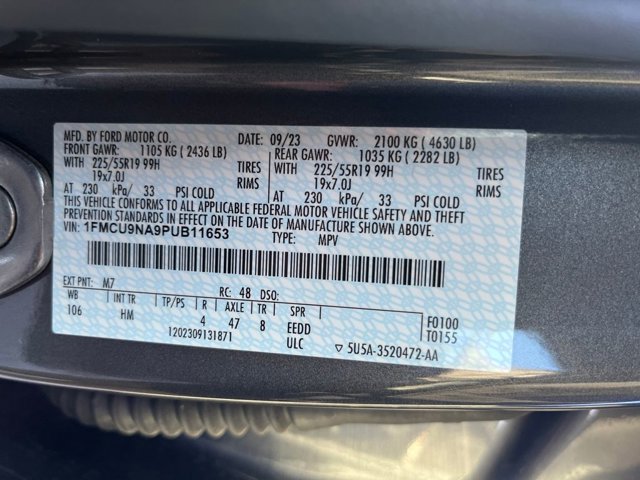 MFD. BY FORD MOTOR CO. DATE: 09/23 GVWR: 2100 KG ( 4630 LB)
FRONT GAWR: 1105 KG ( 2436 LB) REAR GAWR: 1035 KG ( 2282 LB)
WITH 225/55R19 99H TIRES WITH 225/55R19 99H TIRES
19x7.0J RIMS 19x7.0J RIMS
AT 230 kPa/ 33 PSI COLD AT 230 kPa/ 33 PSI COLD
THIS VEHICLE CONFORMS TO ALL APPLICABLE FEDERAL MOTOR VEHICLE SAFETY AND THEFT
PREVENTION STANDARDS IN EFFECT ON THE DATE OF MANUFACTURE SHOWN ABOVE.
VIN: 1FMCU9NA9PUB11653 TYPE: MPV
EXT PNT: M7 RC: 48 DSO:
WB INT TR TP/PS R AXLE TR SPR
106 HM 4 47 8 EEDD F0100
1202309131871 ULC T0155
▽ 5U5A-3520472-AA